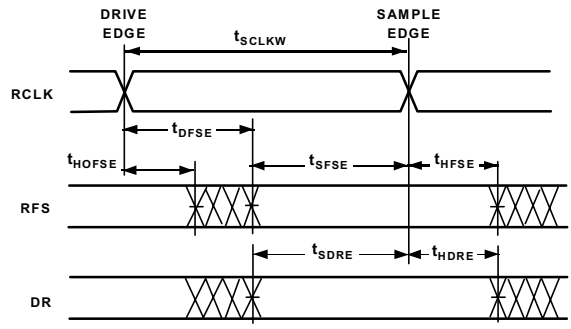 DRIVE EDGE
SAMPLE EDGE
tSCLKW
RCLK
tDFSE
tHOFSE
tSFSE
tHFSE
RFS
tSDRE
tHDRE
DR